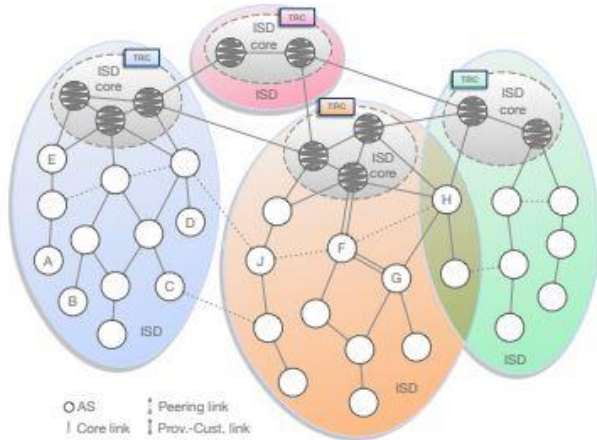 TRC
ISD
core
TRC
ISD
core
ISD
TRC
ISD
core
TRC
ISD
core
E
D
H
A
J
F
G
B
C
ISD
ISD
ISD
AS
Peering link
Core link
Prov.-Cust. link